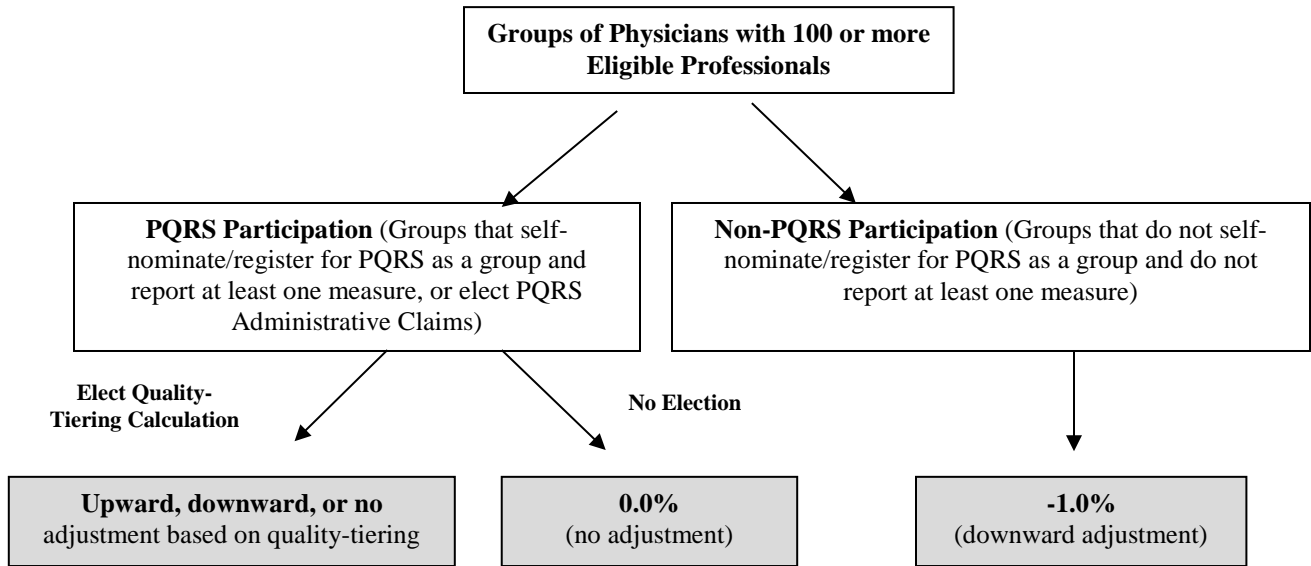 Groups of Physicians with 100 or more
Eligible Professionals
PQRS Participation (Groups that self-
nominate/register for PQRS as a group and
report at least one measure, or elect PQRS
Administrative Claims)
Non-PQRS Participation (Groups that do not self-
nominate/register for PQRS as a group and do not
report at least one measure)
Elect Quality-
Tiering Calculation
No Election
Upward, downward, or no
adjustment based on quality-tiering
0.0%
(no adjustment)
-1.0%
(downward adjustment)